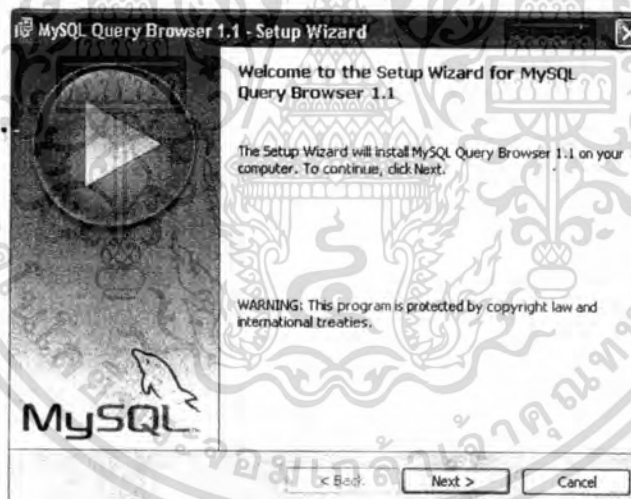 MySQL Query Browser 1.1 - Setup Wizard
Welcome to the Setup Wizard for MySQL
Query Browser 1.1
The Setup Wizard will install MySQL Query Browser 1.1 on your
computer. To continue, click Next.
WARNING: This program is protected by copyright law and
international treaties.
MySQL
< Back
Next >
Cancel